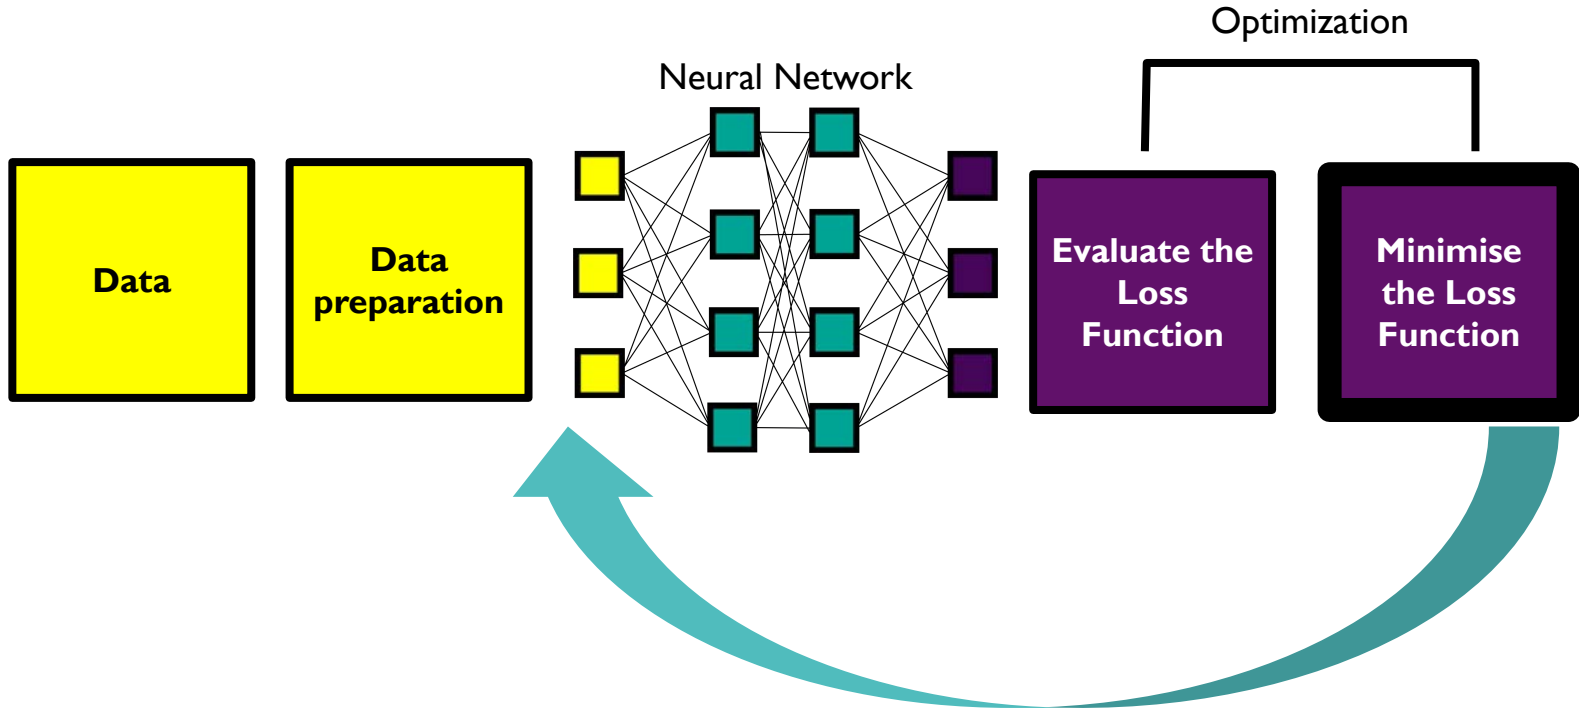 Optimization
Neural Network
Data
Data
preparation
Evaluate the
Loss
Function
Minimise
the Loss
Function